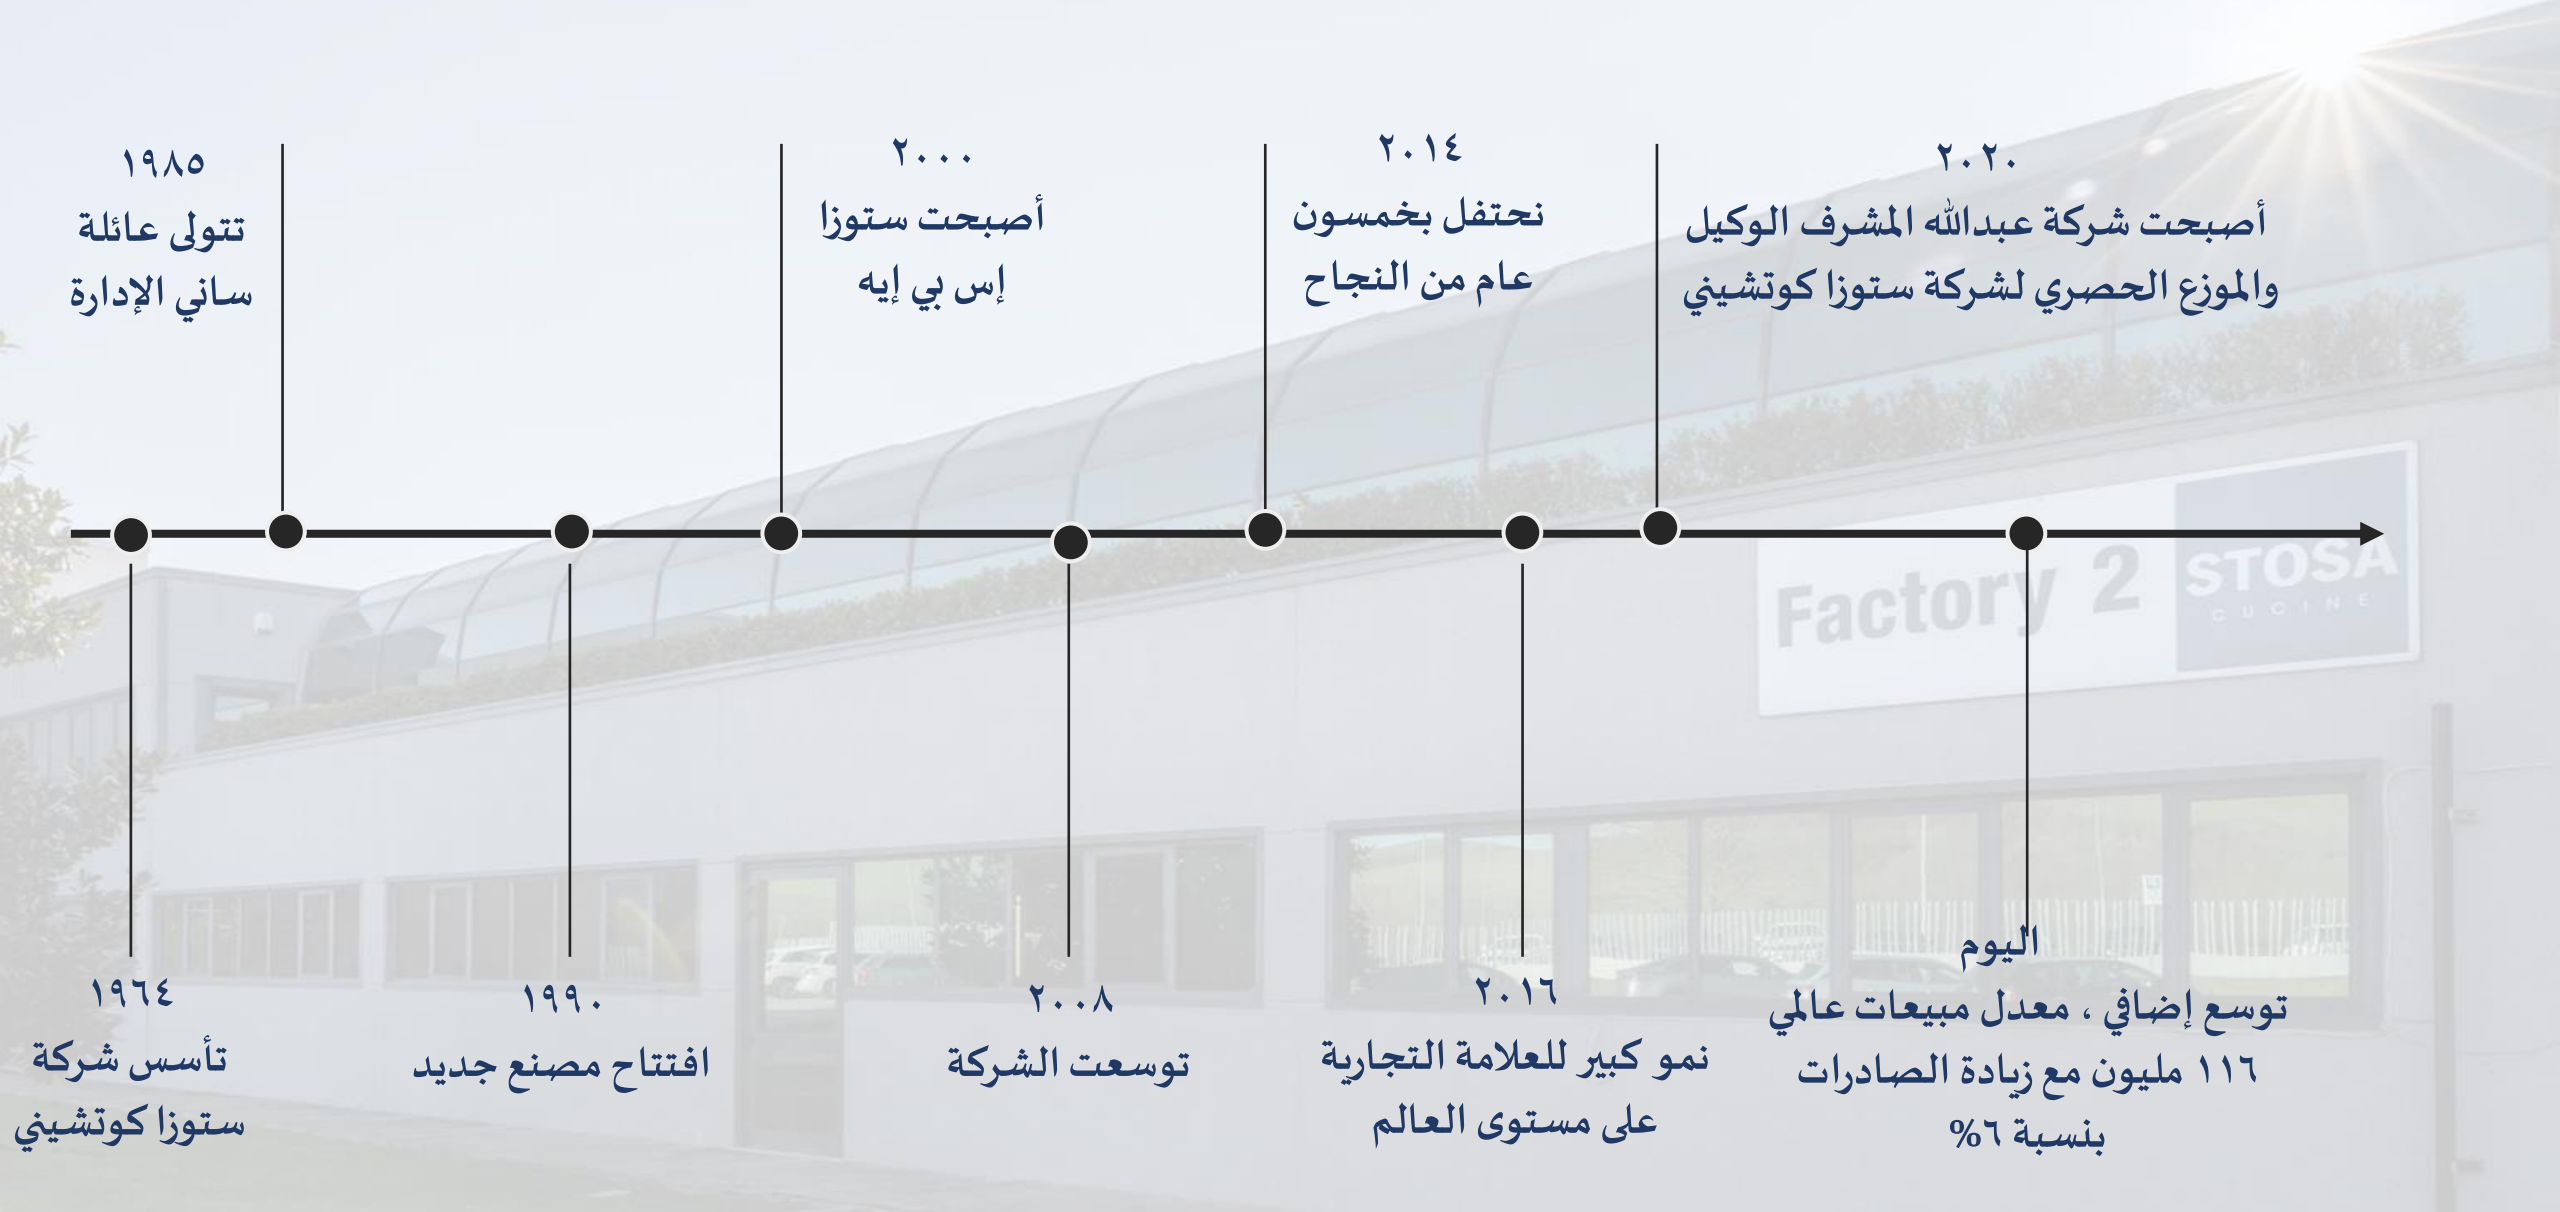 ١٩٨٥
تتولى عائلة
ساني الإدارة
٢٠٠٠
أصبحت ستوزا
إس بي إيه
٢٠١٤
نحتفل بخمسون
عام من النجاح
٢٠٢٠
أصبحت شركة عبدالله المشرف الوكيل
والموزع الحصري لشركة ستوزا كوتشيني
Factory 2
STOSA
CUCINE
١٩٦٤
تأسس شركة
ستوزا كوتشيني
١٩٩٠
افتتاح مصنع جديد
٢٠٠٨
توسعت الشركة
٢٠١٦
نمو كبير للعلامة التجارية
على مستوى العالم
اليوم
توسع إضافي ، معدل مبيعات عالمي
١١٦ مليون مع زيادة الصادرات
بنسبة ٦%